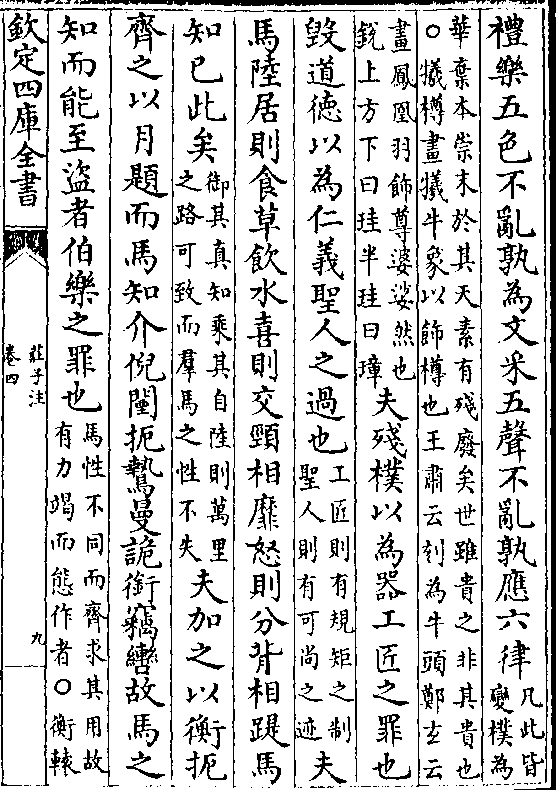 禮樂五色不亂孰為文采五聲不亂孰應六律凡此皆變樸為
華棄本崇末於其天素有殘廢矣世雖貴之非其貴也
○犧樽畫犧牛象以飾樽也王肅云刻為牛頭鄭玄云
畫鳳凰羽飾尊婆娑然也銳上方下曰珪半珪曰璋夫殘樸以為器工匠之罪也
毀道德以為仁義聖人之過也工匠則有規矩之制聖人則有可尚之迹夫
馬陸居則食草飲水喜則交頸相靡怒則分背相踶馬
知已此矣御其真知乘其自陸則萬里之路可致而羣馬之性不失夫加之以衡扼
齊之以月題而馬知介倪闉扼鷙曼詭銜竊轡故馬之
知而能至盜者伯樂之罪也馬性不同而齊求其用故有力竭而態作者○衡轅
欽定四庫全書
莊子注
卷四
九